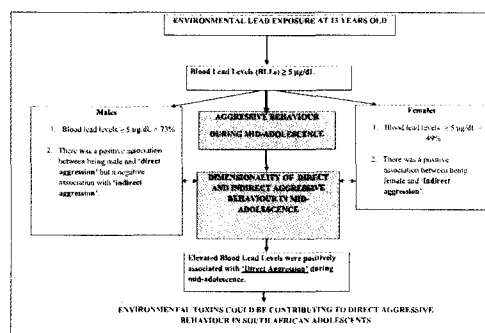 ENVIRONMENTAL LEAD EXPOSURE AT 13 YEARS OLD
Blood Lead Levels (BLLs) ≥ 5 µg/dL
Males
1. Blood lead levels ≥ 5 µg/dL = 73%
2. There was a positive association
between being male and 'direct
aggression' but a negative
association with 'indirect
aggression'.
AGGRESSIVE BEHAVIOUR
DURING MID-ADOLESCENCE
DIMENSIONALITY OF DIRECT
AND INDIRECT AGGRESSIVE
BEHAVIOUR IN MID-
ADOLESCENCE
Females
1. Blood lead levels ≥ 5 µg/dL =
49%
2. There was a positive
association between being
female and 'Indirect
aggression'.
Elevated Blood Lead Levels were positively
associated with 'Direct Aggression' during
mid-adolescence.
ENVIRONMENTAL TOXINS COULD BE CONTRIBUTING TO DIRECT AGGRESSIVE
BEHAVIOUR IN SOUTH AFRICAN ADOLESCENTS